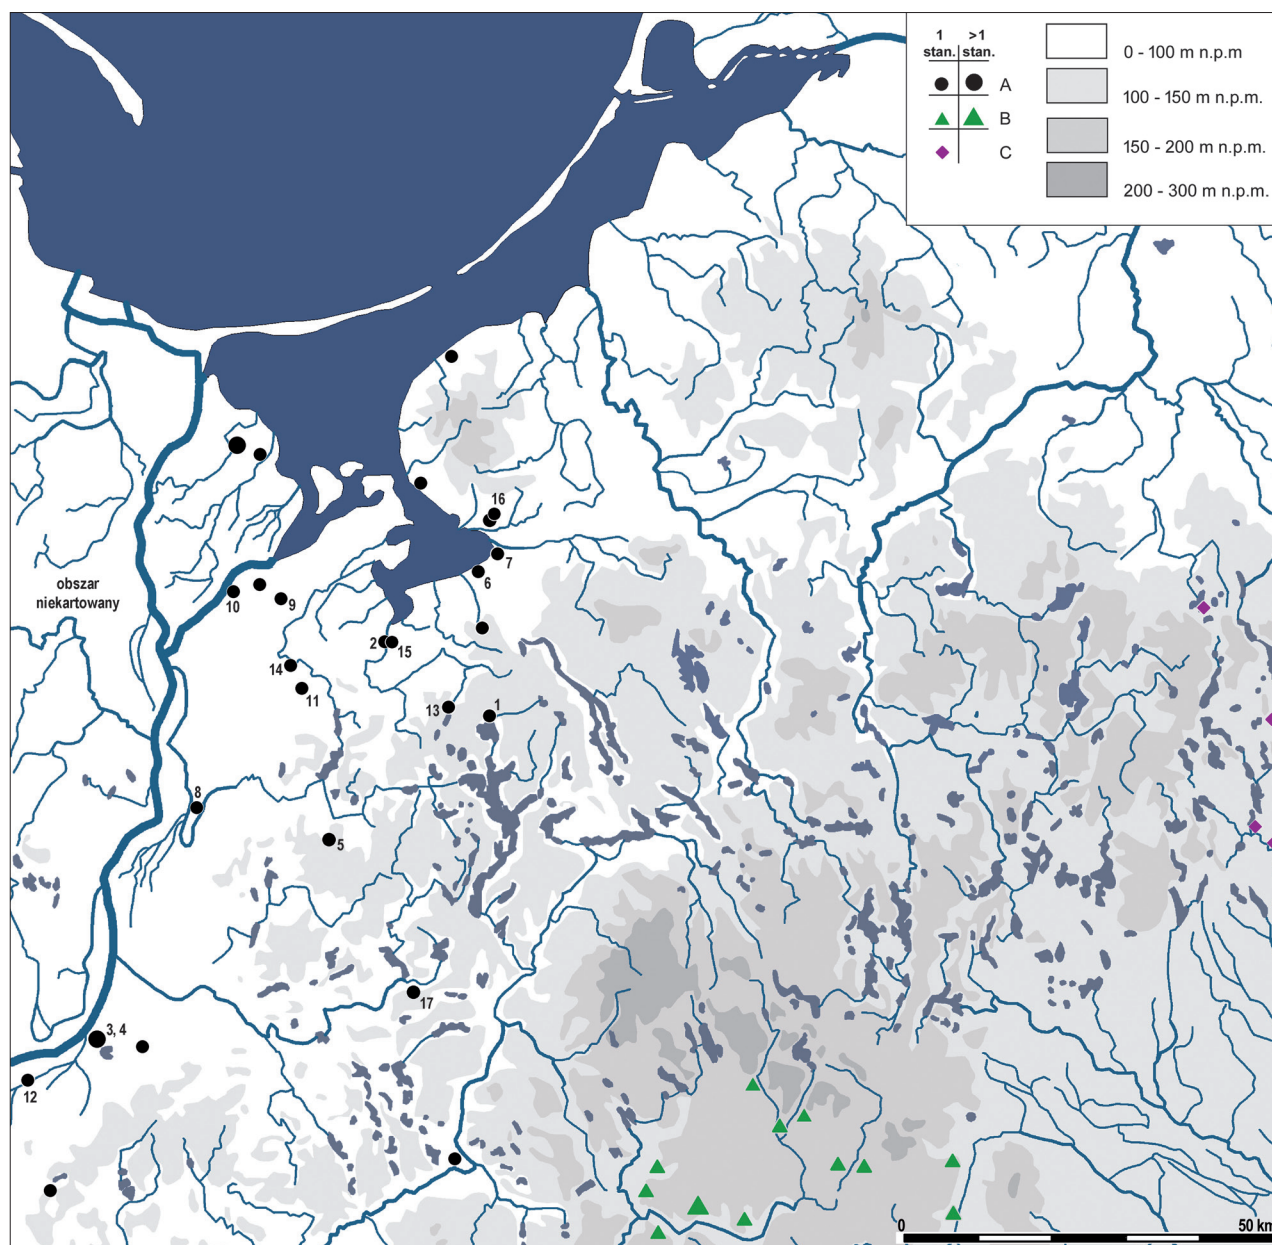 1 >1
stan. stan.
A
B
C
0 - 100 m n.p.m
100 - 150 m n.p.m.
150 - 200 m n.p.m.
200 - 300 m n.p.m.
16
7
6
obszar
niekartowany
10
9
2
15
14
11
13
1
8
5
17
3, 4
12
0 50 km